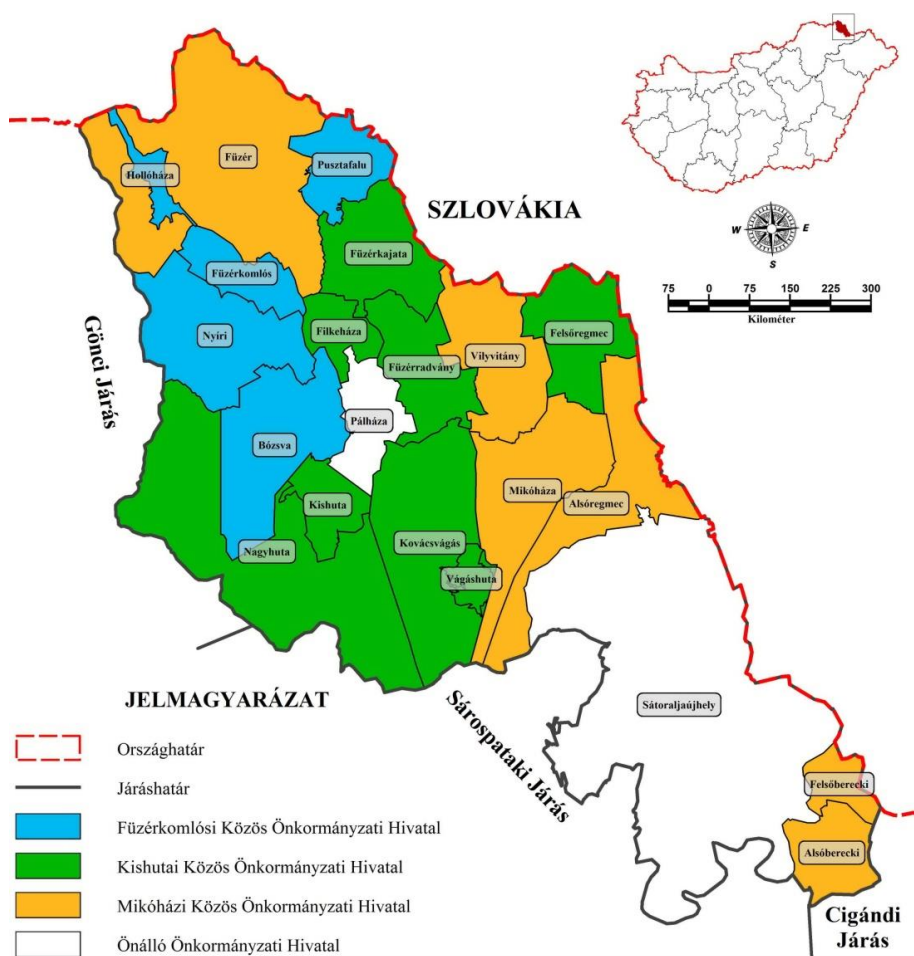 Füzér
Pusztafalu
Hollóháza
SZLOVÁKIA
W
E
S
Füzérkajata
Füzérkomlós
75 0 75 150 225 300
Kilométer
Gönci Járás
Nyíri
Filkeháza
Felsőregmec
Vilyvitány
Füzérradvány
Pálháza
Bózsva
Mikóháza
Alsóregmec
Kishuta
Kovácsvágás
Nagyhuta
Vágáshuta
Sárospataki Járás
Sátoraljaújhely
Felsőberecki
Alsóberecki
Cigándi
Járás
JELMAGYARÁZAT
Országhatár
Járáshatár
Füzérkomlósi Közös Önkormányzati Hivatal
Kishutai Közös Önkormányzati Hivatal
Mikóházi Közös Önkormányzati Hivatal
Önálló Önkormányzati Hivatal